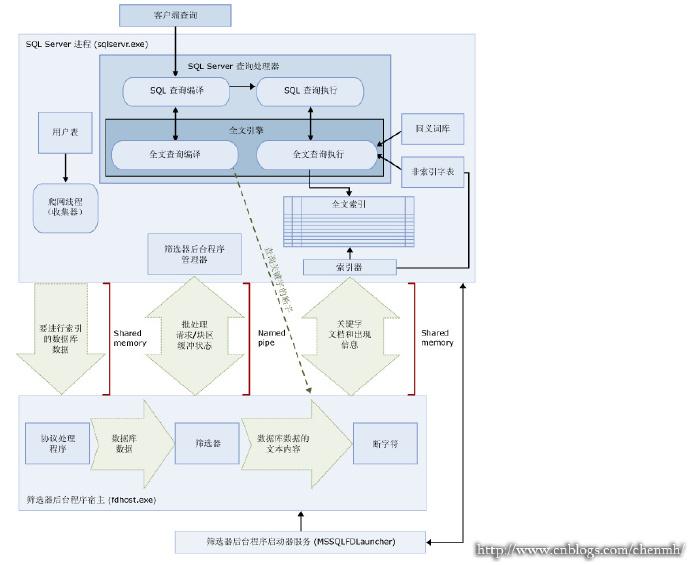 客户端查询
SQL Server 进程 (sqlservr.exe)
SQL Server 查询处理器
SQL 查询编译
SQL 查询执行
全文引擎
全文查询编译
全文查询执行
用户表
爬网线程
(收集器)
同义词库
非索引字表
全文索引
索引器
筛选器后台程序
管理器
查询关键字的断字
要进行索引
的数据库
数据
Shared
memory
批处理
请求/块区
缓冲状态
Named
pipe
关键字
文档和出现
信息
Shared
memory
协议处理
程序
数据库
数据
筛选器
数据库数据的
文本内容
断字符
筛选器后台程序宿主 (fdhost.exe)
筛选器后台程序启动器服务 (MSSQLFDLauncher)
http://www.cnblogs.com/chenmh/